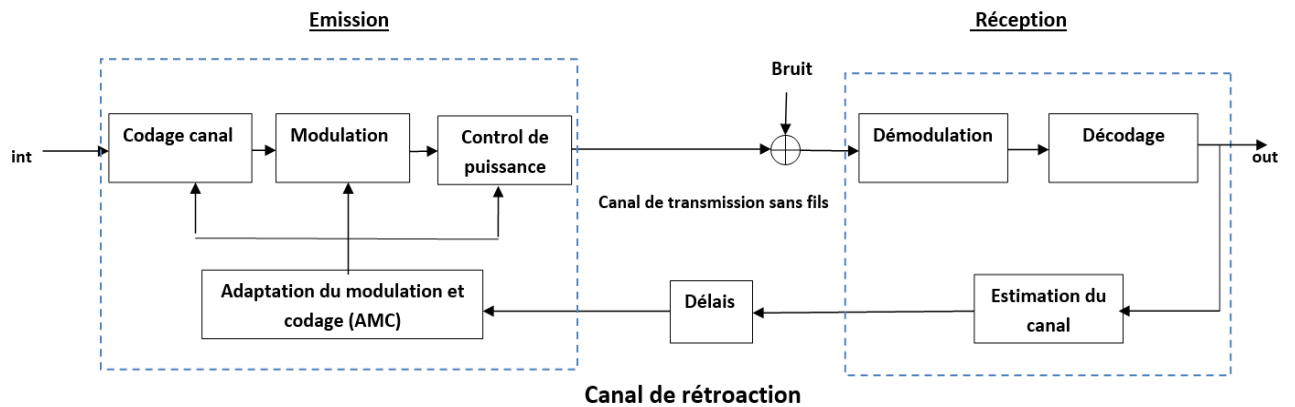 Emission
Réception
Bruit
int
Codage canal
Modulation
Control de
puissance
Démodulation
Décodage
out
Canal de transmission sans fils
Adaptation du modulation et
codage (AMC)
Délais
Estimation du
canal
Canal de rétroaction